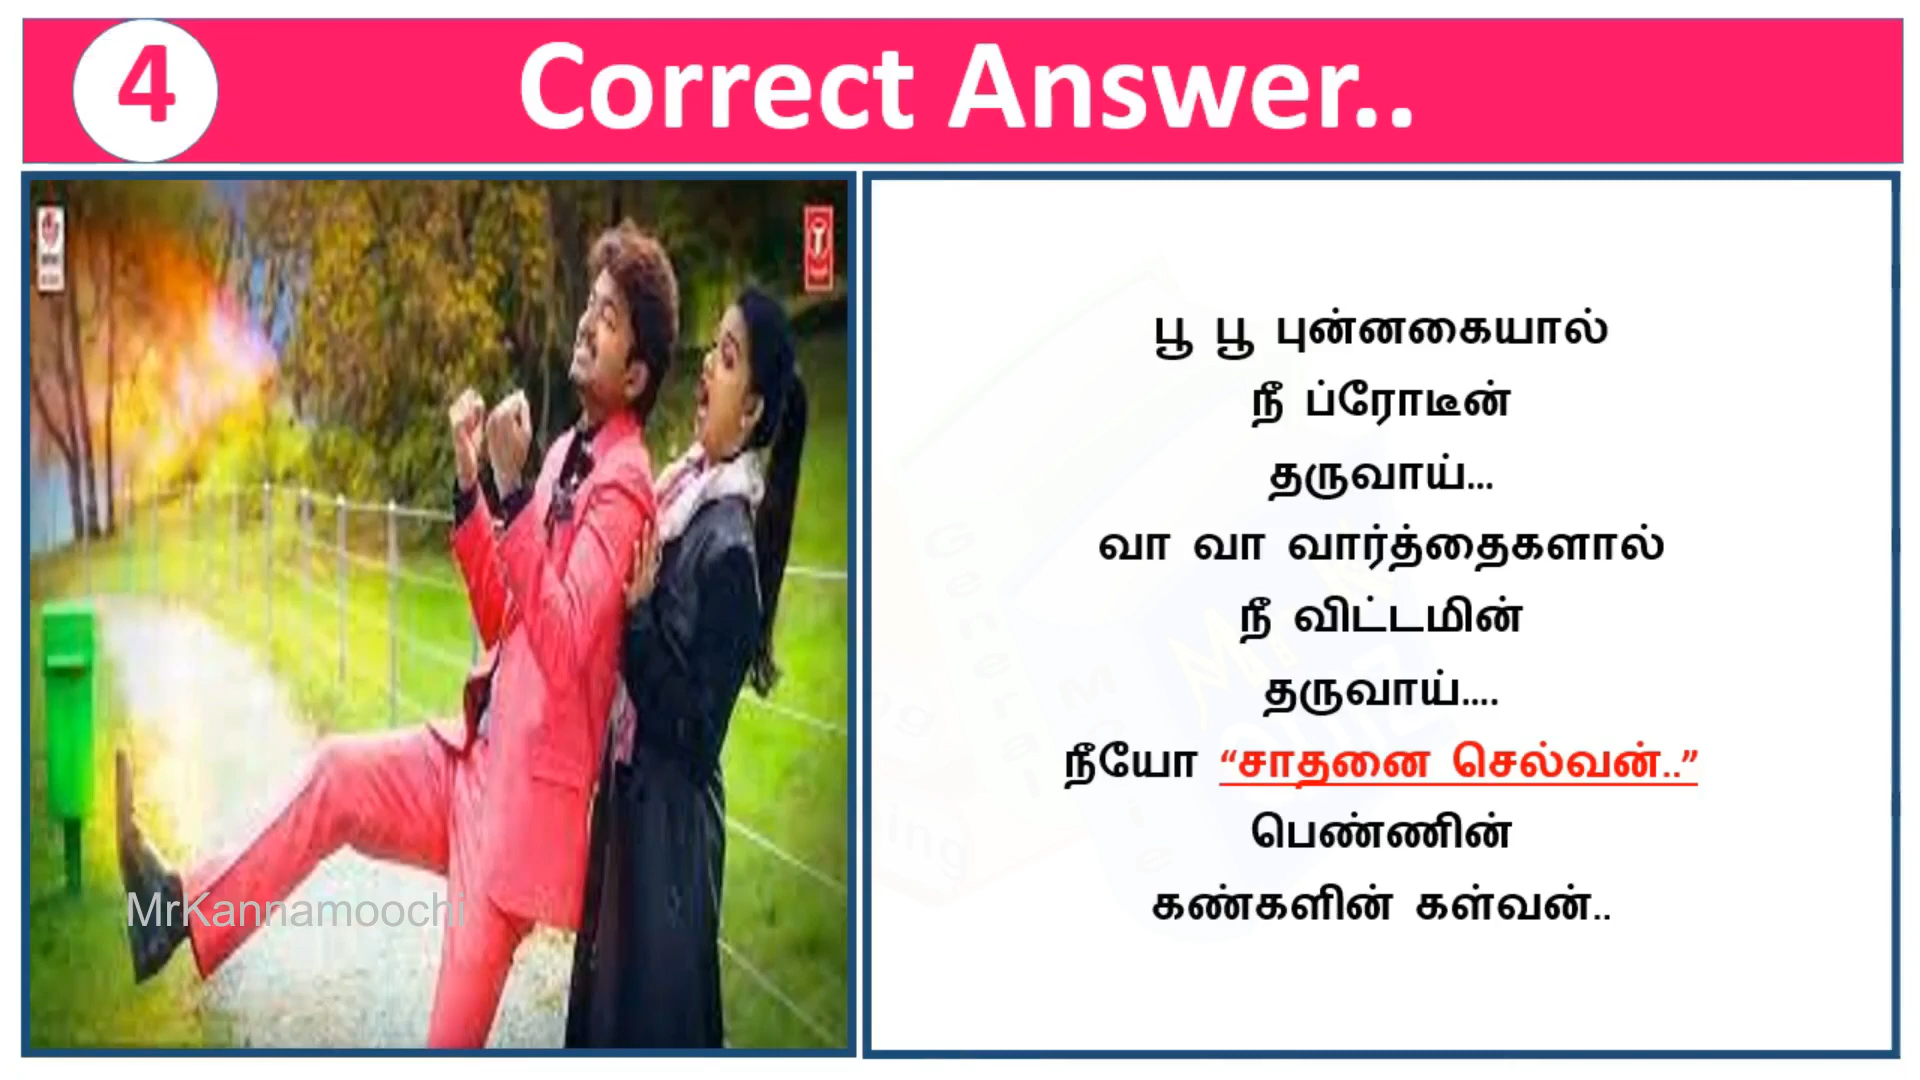 4
Correct Answer..
பூ பூ புன்னகையால்
நீ ப்ரோடீன்
தருவாய்...
வா வா வார்த்தைகளால்
நீ விட்டமின்
தருவாய்....
நீயோ “சாதனை செல்வன்..”
பெண்ணின்
கண்களின் கள்வன்..
MrKannamoochi